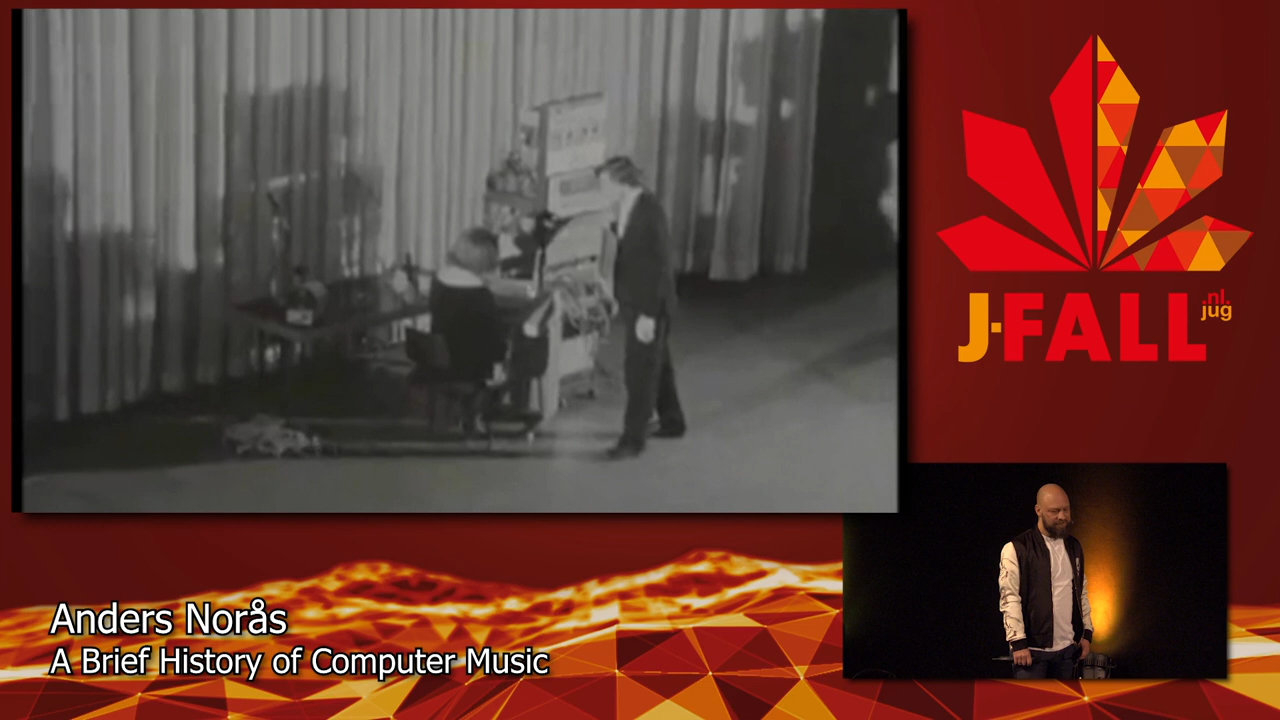 J-FALL
.nl.
jug
Anders Norås
A Brief History of Computer Music